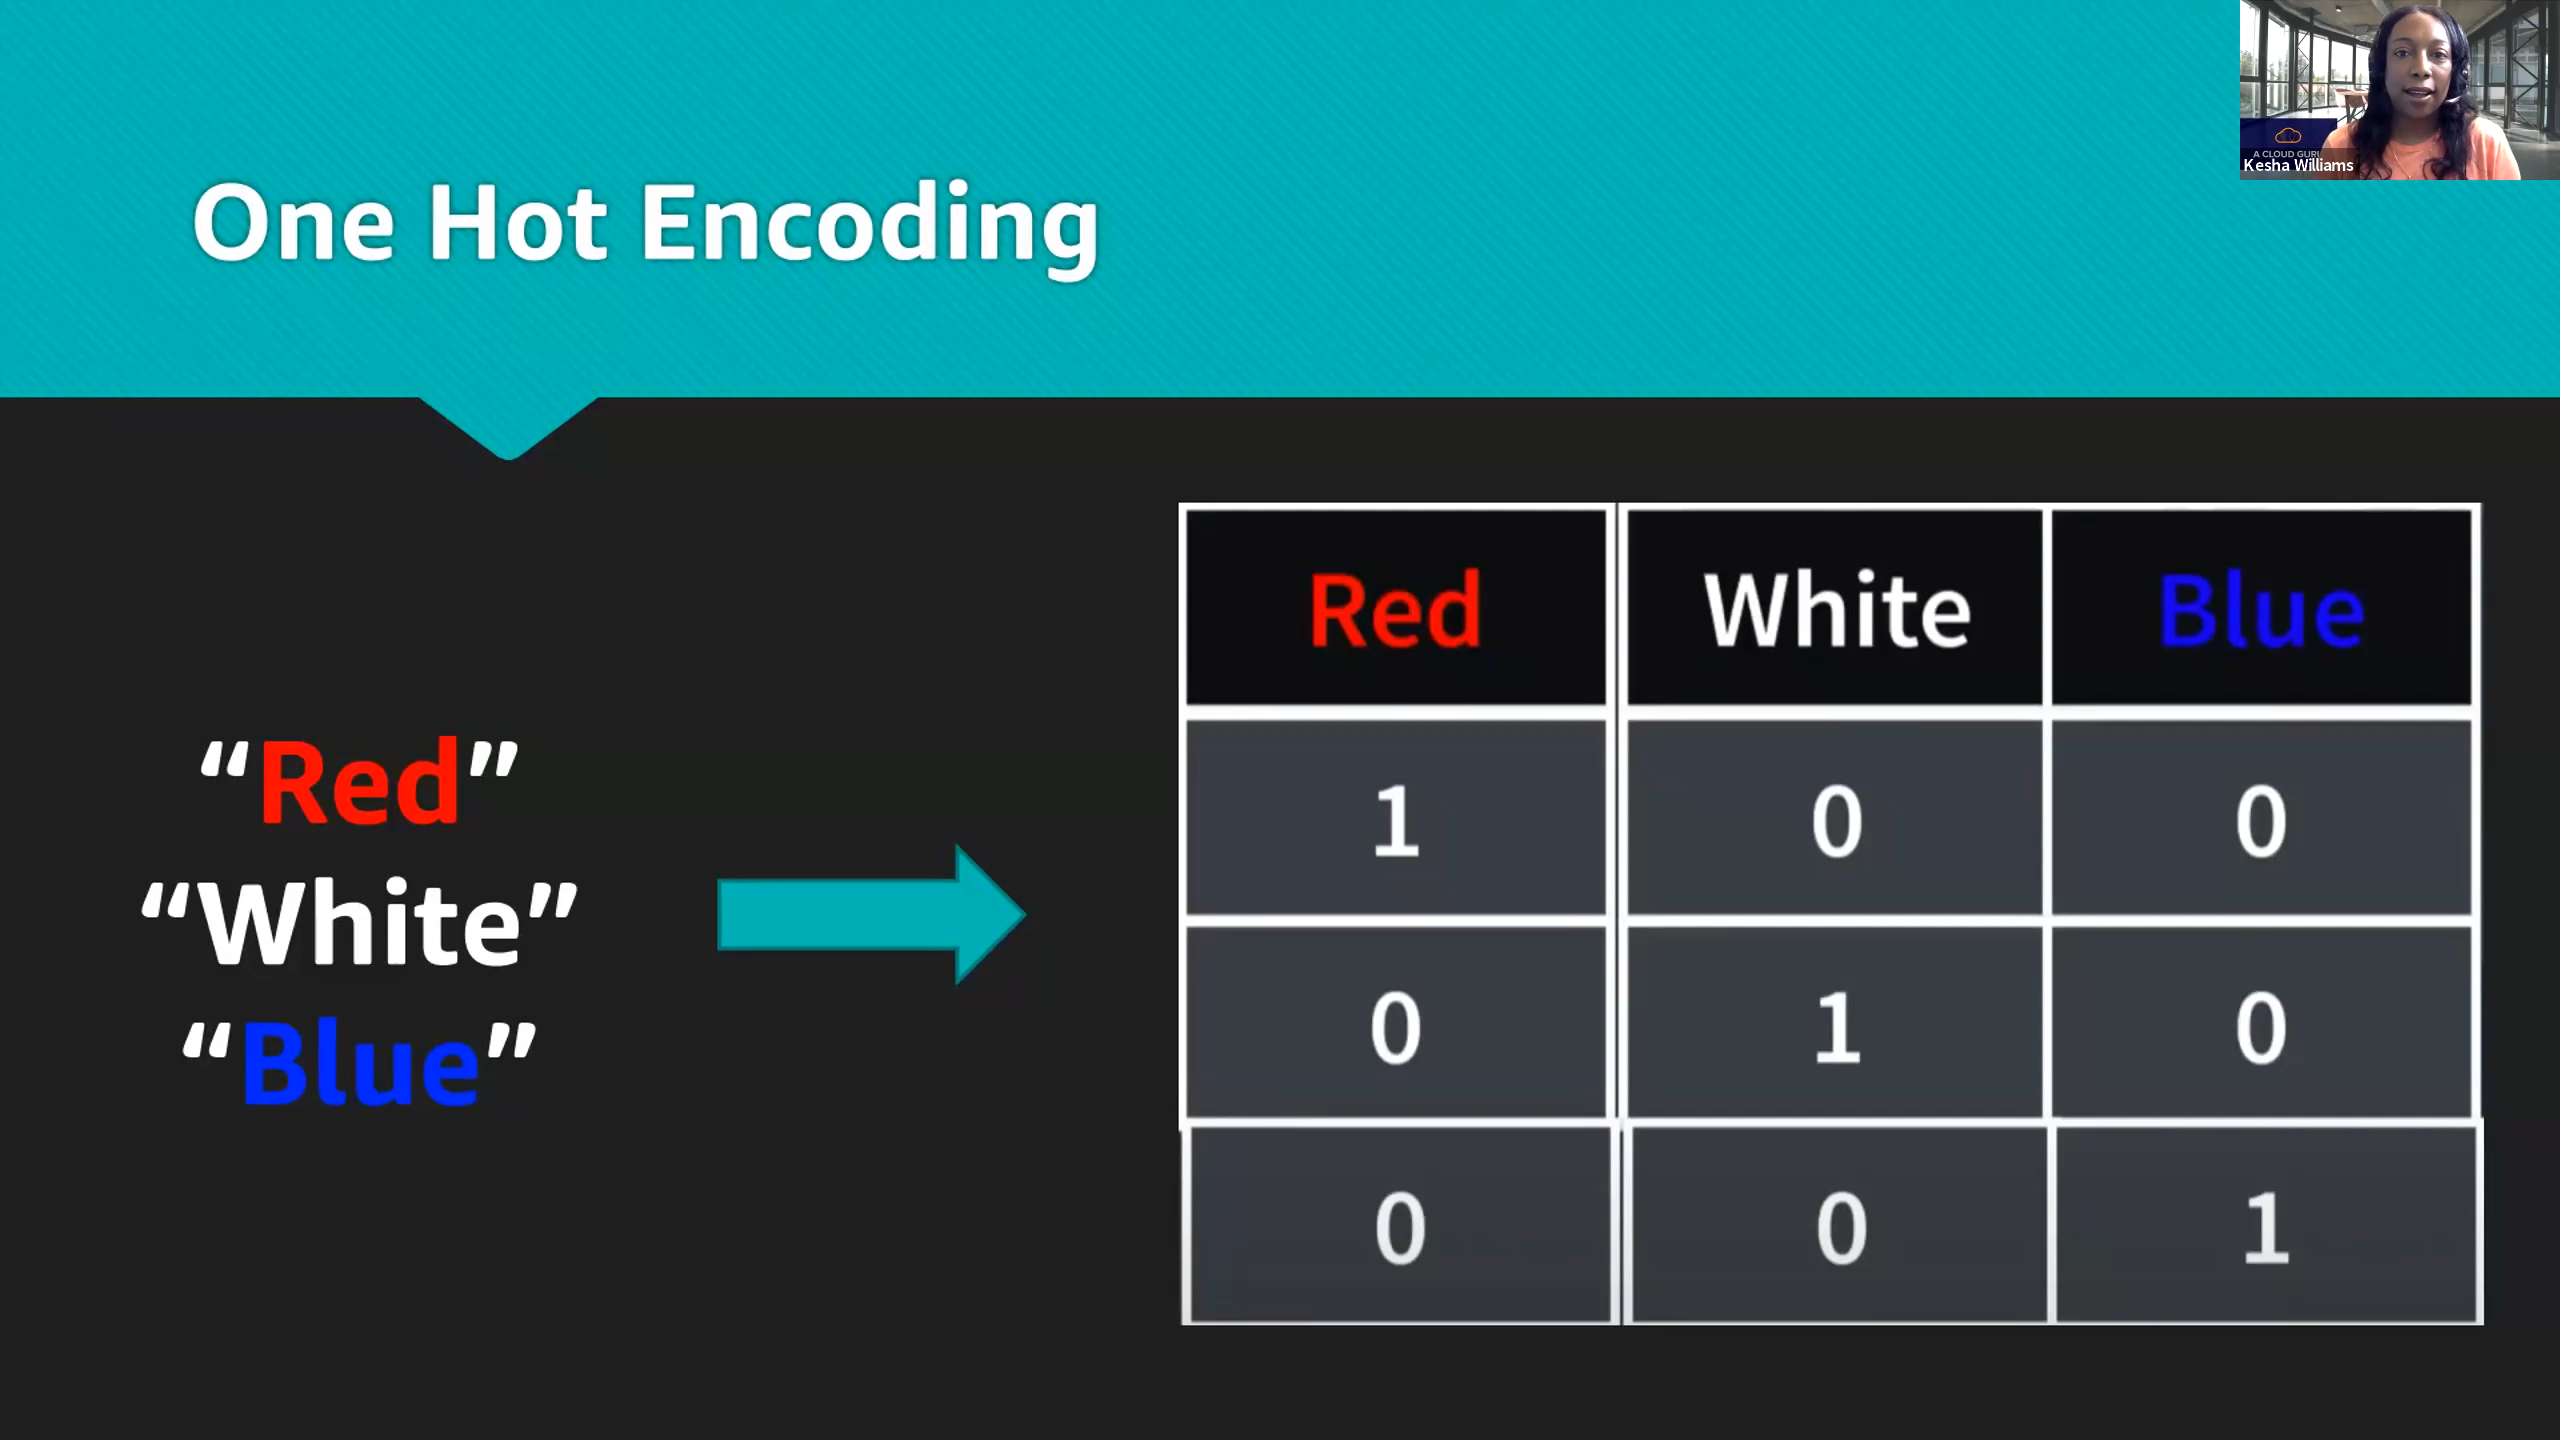 One Hot Encoding
A CLOUD GURU
Kesha Williams
“Red”
“White”
“Blue”
Red White Blue
1 0 0
0 1 0
0 0 1